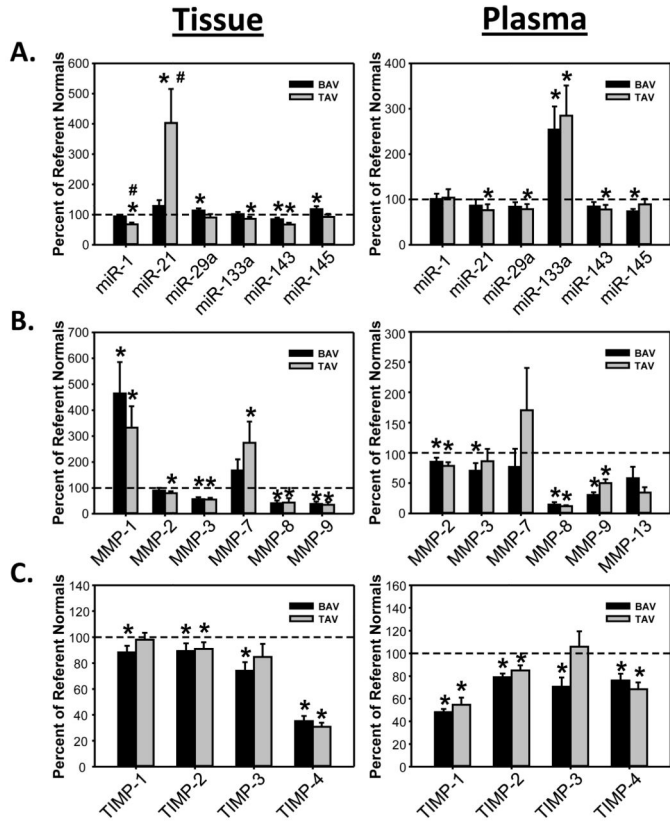 Tissue
Plasma
A.
Percent of Referent Normals
600
500
400
300
200
100
0
* #
#
*
*
*
* *
*
BAV
TAV
miR-1
miR-21
miR-29a
miR-133a
miR-143
miR-145
Percent of Referent Normals
400
300
200
100
0
*
*
*
*
*
*
BAV
TAV
miR-1
miR-21
miR-29a
miR-133a
miR-143
miR-145
B.
Percent of Referent Normals
700
600
500
400
300
200
100
0
*
*
*
**
*
**
**
BAV
TAV
MMP-1
MMP-2
MMP-3
MMP-7
MMP-8
MMP-9
Percent of Referent Normals
300
250
200
150
100
50
0
**
*
*
*
*
*
BAV
TAV
MMP-2
MMP-3
MMP-7
MMP-8
MMP-9
MMP-13
C.
Percent of Referent Normals
140
120
100
80
60
40
20
0
*
* *
*
*
*
BAV
TAV
TIMP-1
TIMP-2
TIMP-3
TIMP-4
Percent of Referent Normals
160
140
120
100
80
60
40
20
0
*
*
*
*
*
*
*
BAV
TAV
TIMP-1
TIMP-2
TIMP-3
TIMP-4